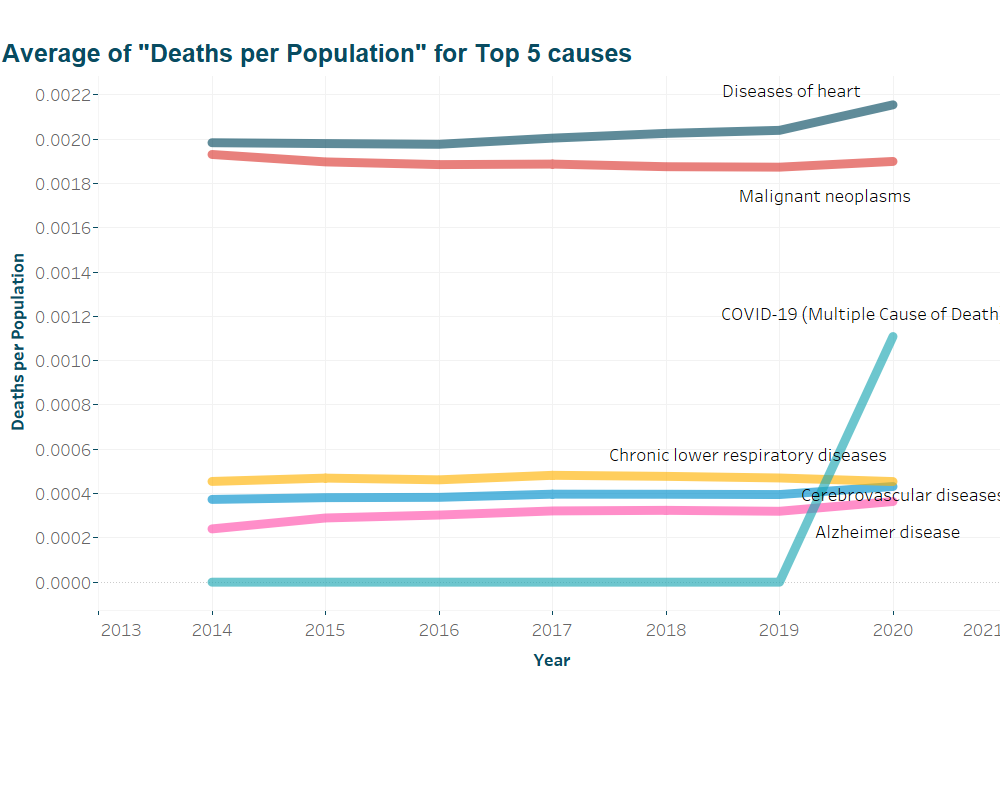 Average of "Deaths per Population" for Top 5 causes
Deaths per Population
0.0022
0.0020
0.0018
0.0016
0.0014
0.0012
0.0010
0.0008
0.0006
0.0004
0.0002
0.0000
Diseases of heart
Malignant neoplasms
COVID-19 (Multiple Cause of Death
Chronic lower respiratory diseases
Cerebrovascular diseases
Alzheimer disease
2013 2014 2015 2016 2017 2018 2019 2020 2021
Year